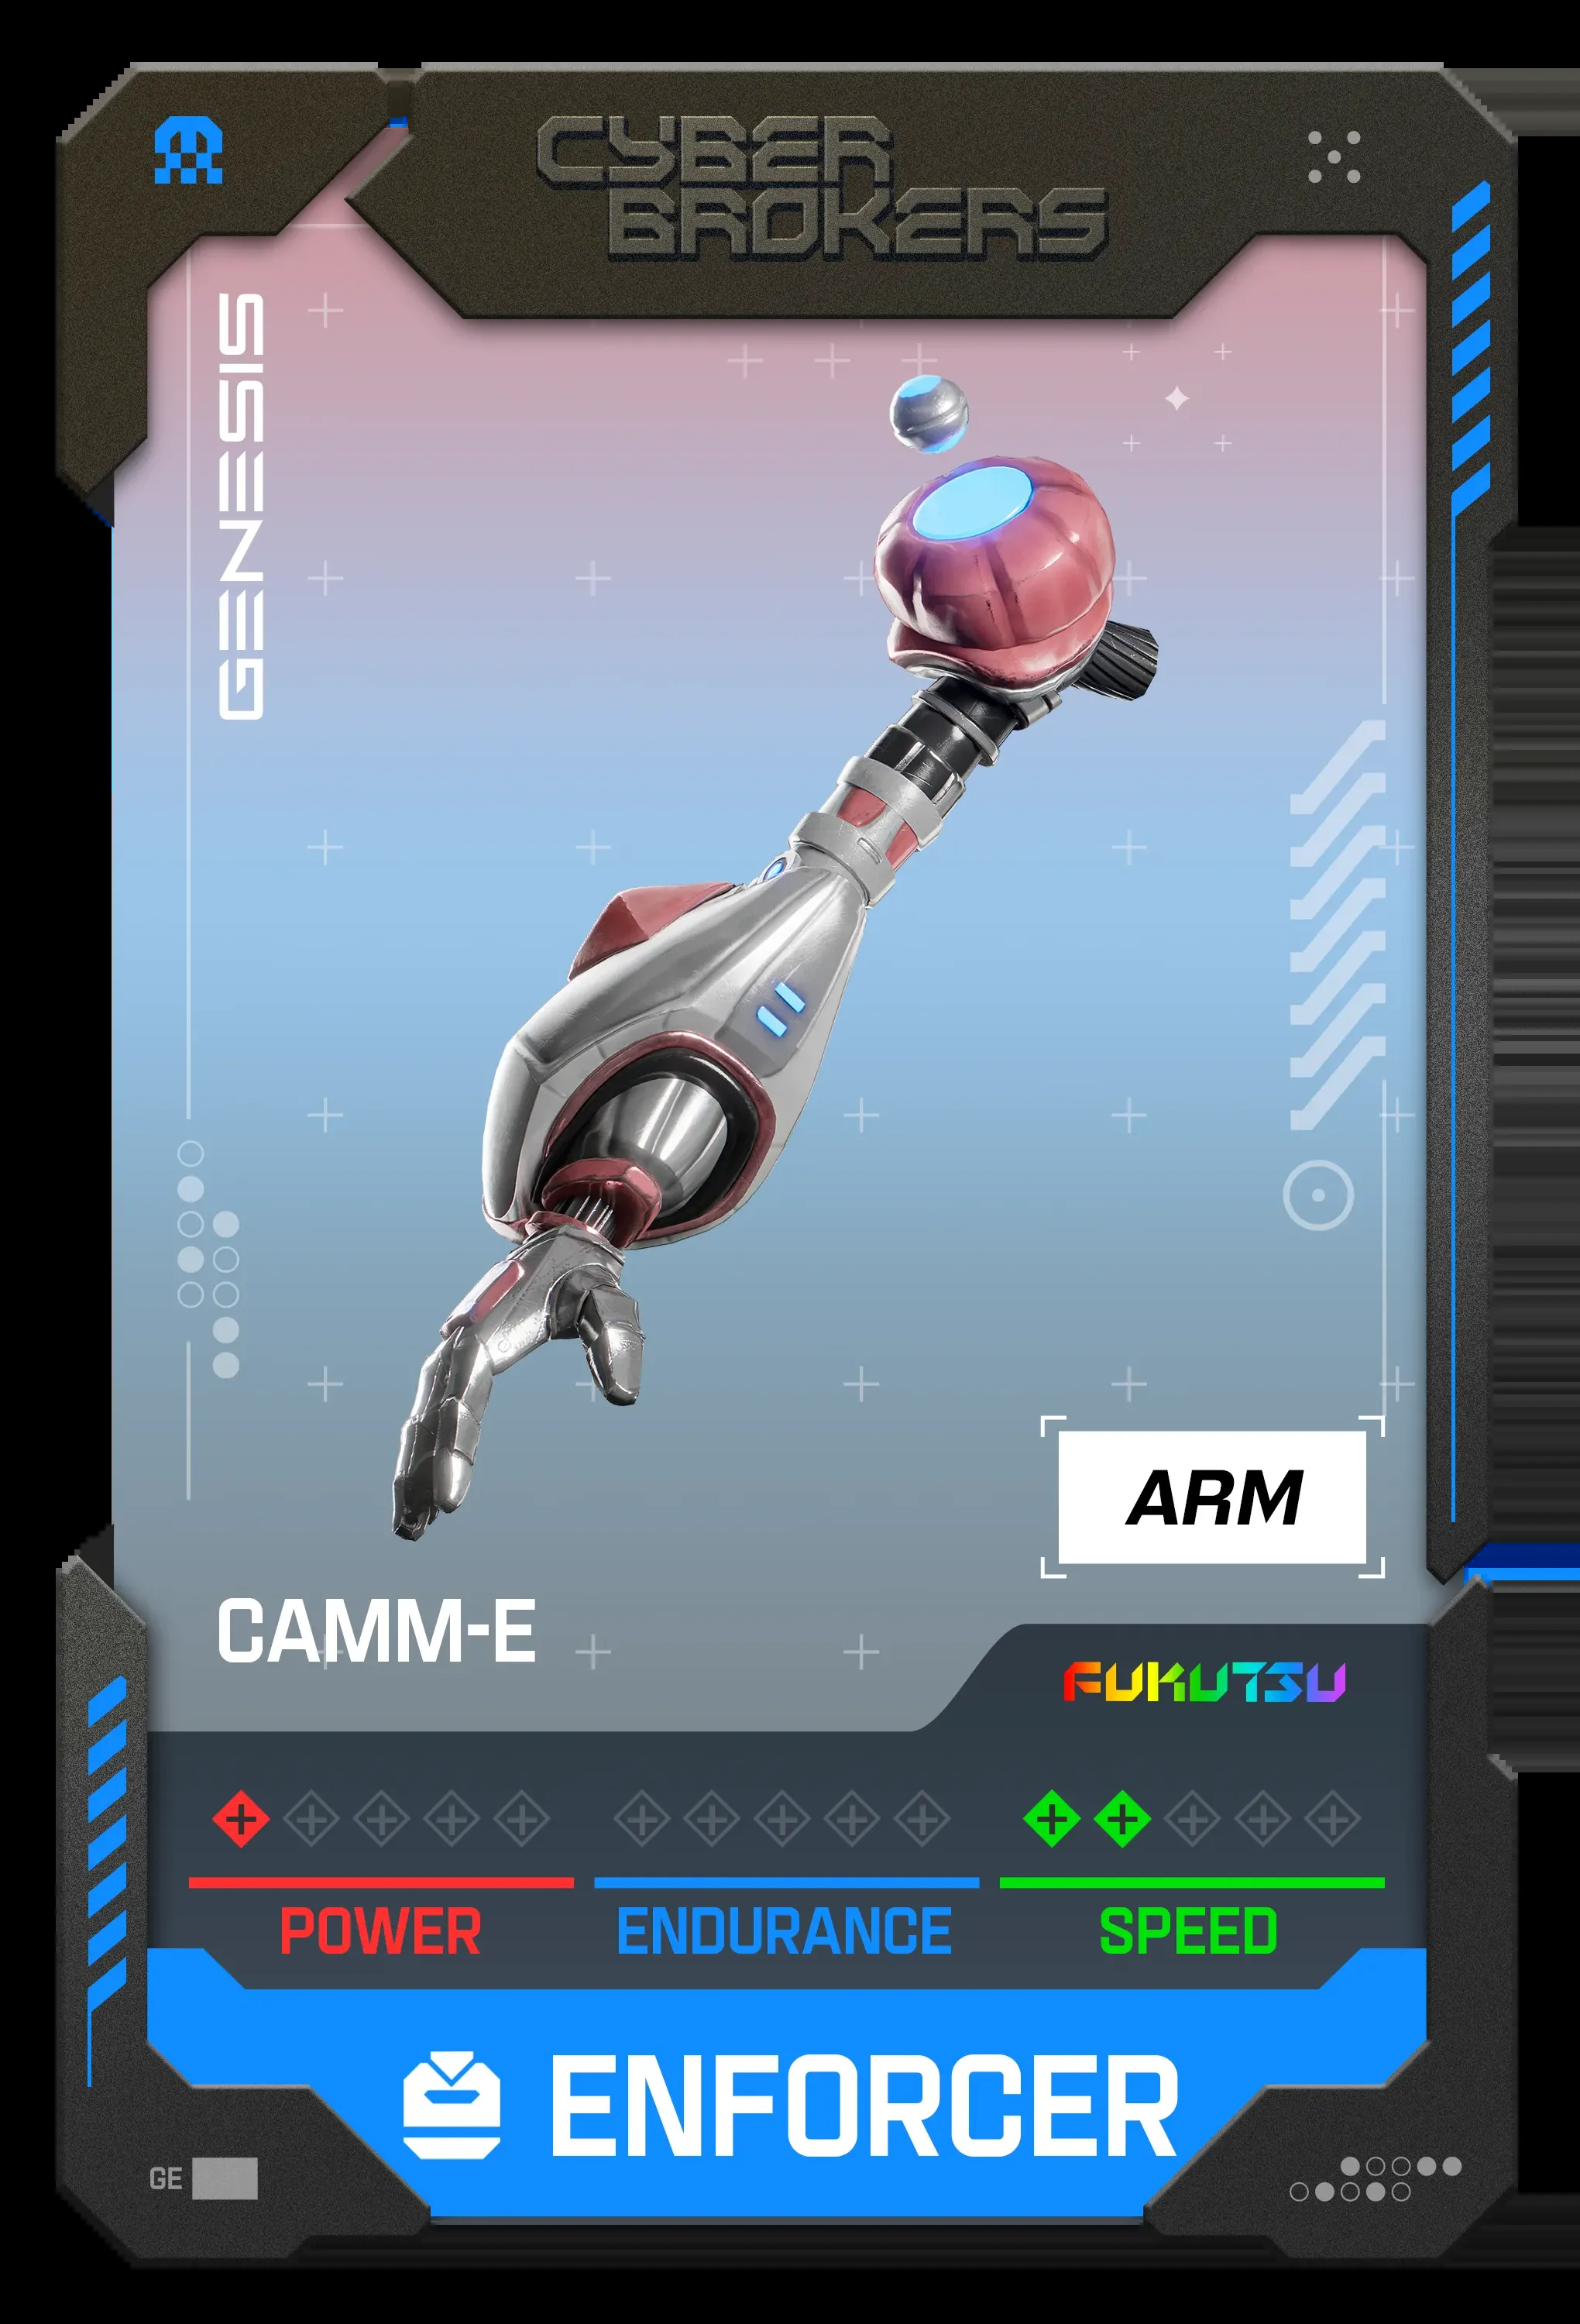 CYBER
BROKERS
GENESIS
ARM
CAMM-E
FUKUTSU
POWER
ENDURANCE
SPEED
ENFORCER
GE